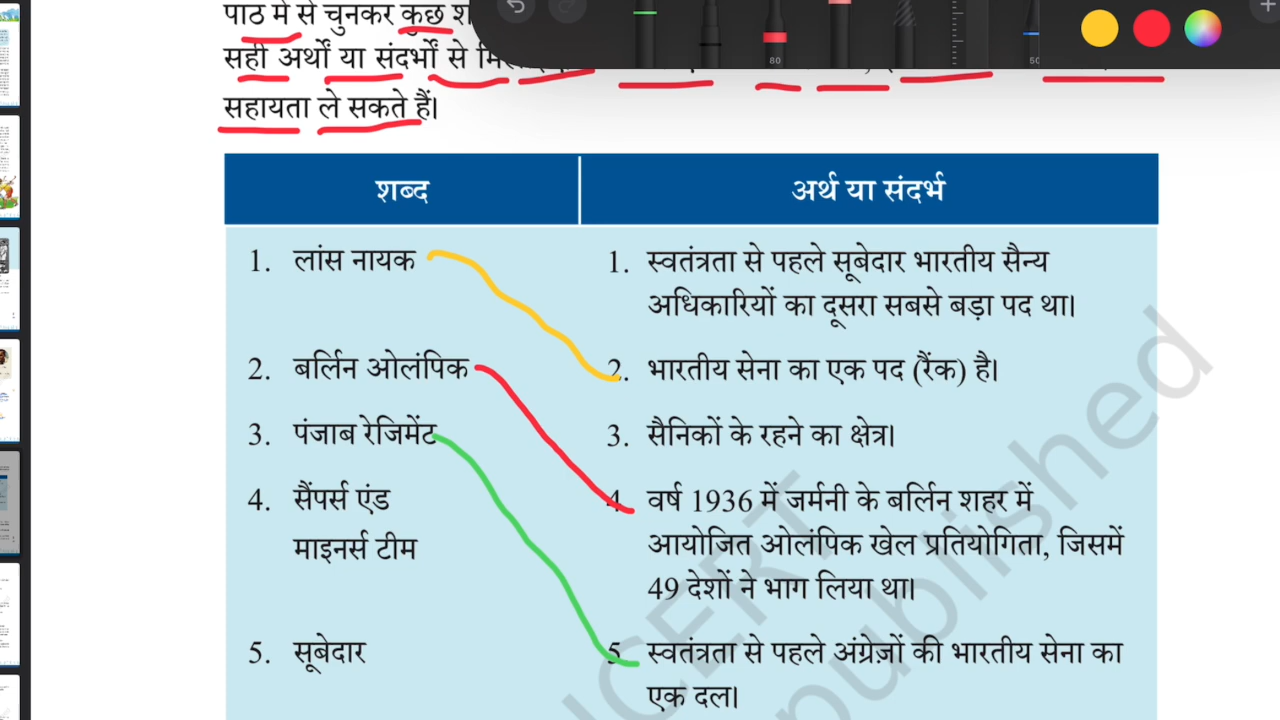 पाठ में से चुनकर कुछ
80
50
सही अर्थों या संदर्भों से
सहायता ले सकते हैं।
शब्द अर्थ या संदर्भ
1. लांस नायक 1. स्वतंत्रता से पहले सूबेदार भारतीय सैन्य
अधिकारियों का दूसरा सबसे बड़ा पद था।
2. बर्लिन ओलंपिक 2. भारतीय सेना का एक पद (रैंक) है।
3. पंजाब रेजिमेंट 3. सैनिकों के रहने का क्षेत्र।
4. सैंपर्स एंड 4. वर्ष 1936 में जर्मनी के बर्लिन शहर में
माइनर्स टीम आयोजित ओलंपिक खेल प्रतियोगिता, जिसमें
49 देशों ने भाग लिया था।
5. सूबेदार 5. स्वतंत्रता से पहले अंग्रेज़ों की भारतीय सेना का
एक दल।
published